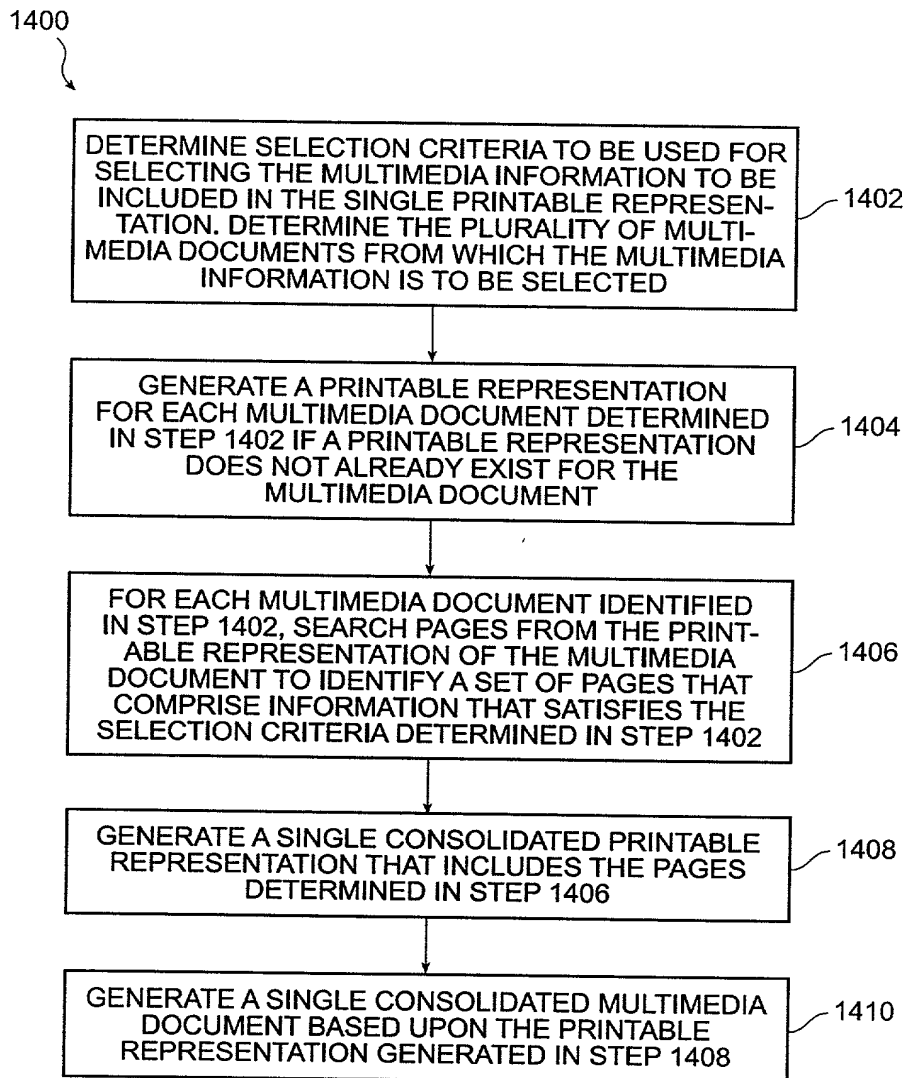 1400
DETERMINE SELECTION CRITERIA TO BE USED FOR
SELECTING THE MULTIMEDIA INFORMATION TO BE
INCLUDED IN THE SINGLE PRINTABLE REPRESEN-
TATION. DETERMINE THE PLURALITY OF MULTI-
MEDIA DOCUMENTS FROM WHICH THE MULTIMEDIA
INFORMATION IS TO BE SELECTED
1402
GENERATE A PRINTABLE REPRESENTATION
FOR EACH MULTIMEDIA DOCUMENT DETERMINED
IN STEP 1402 IF A PRINTABLE REPRESENTATION
DOES NOT ALREADY EXIST FOR THE
MULTIMEDIA DOCUMENT
1404
FOR EACH MULTIMEDIA DOCUMENT IDENTIFIED
IN STEP 1402, SEARCH PAGES FROM THE PRINT-
ABLE REPRESENTATION OF THE MULTIMEDIA
DOCUMENT TO IDENTIFY A SET OF PAGES THAT
COMPRISE INFORMATION THAT SATISFIES THE
SELECTION CRITERIA DETERMINED IN STEP 1402
1406
GENERATE A SINGLE CONSOLIDATED PRINTABLE
REPRESENTATION THAT INCLUDES THE PAGES
DETERMINED IN STEP 1406
1408
GENERATE A SINGLE CONSOLIDATED MULTIMEDIA
DOCUMENT BASED UPON THE PRINTABLE
REPRESENTATION GENERATED IN STEP 1408
1410